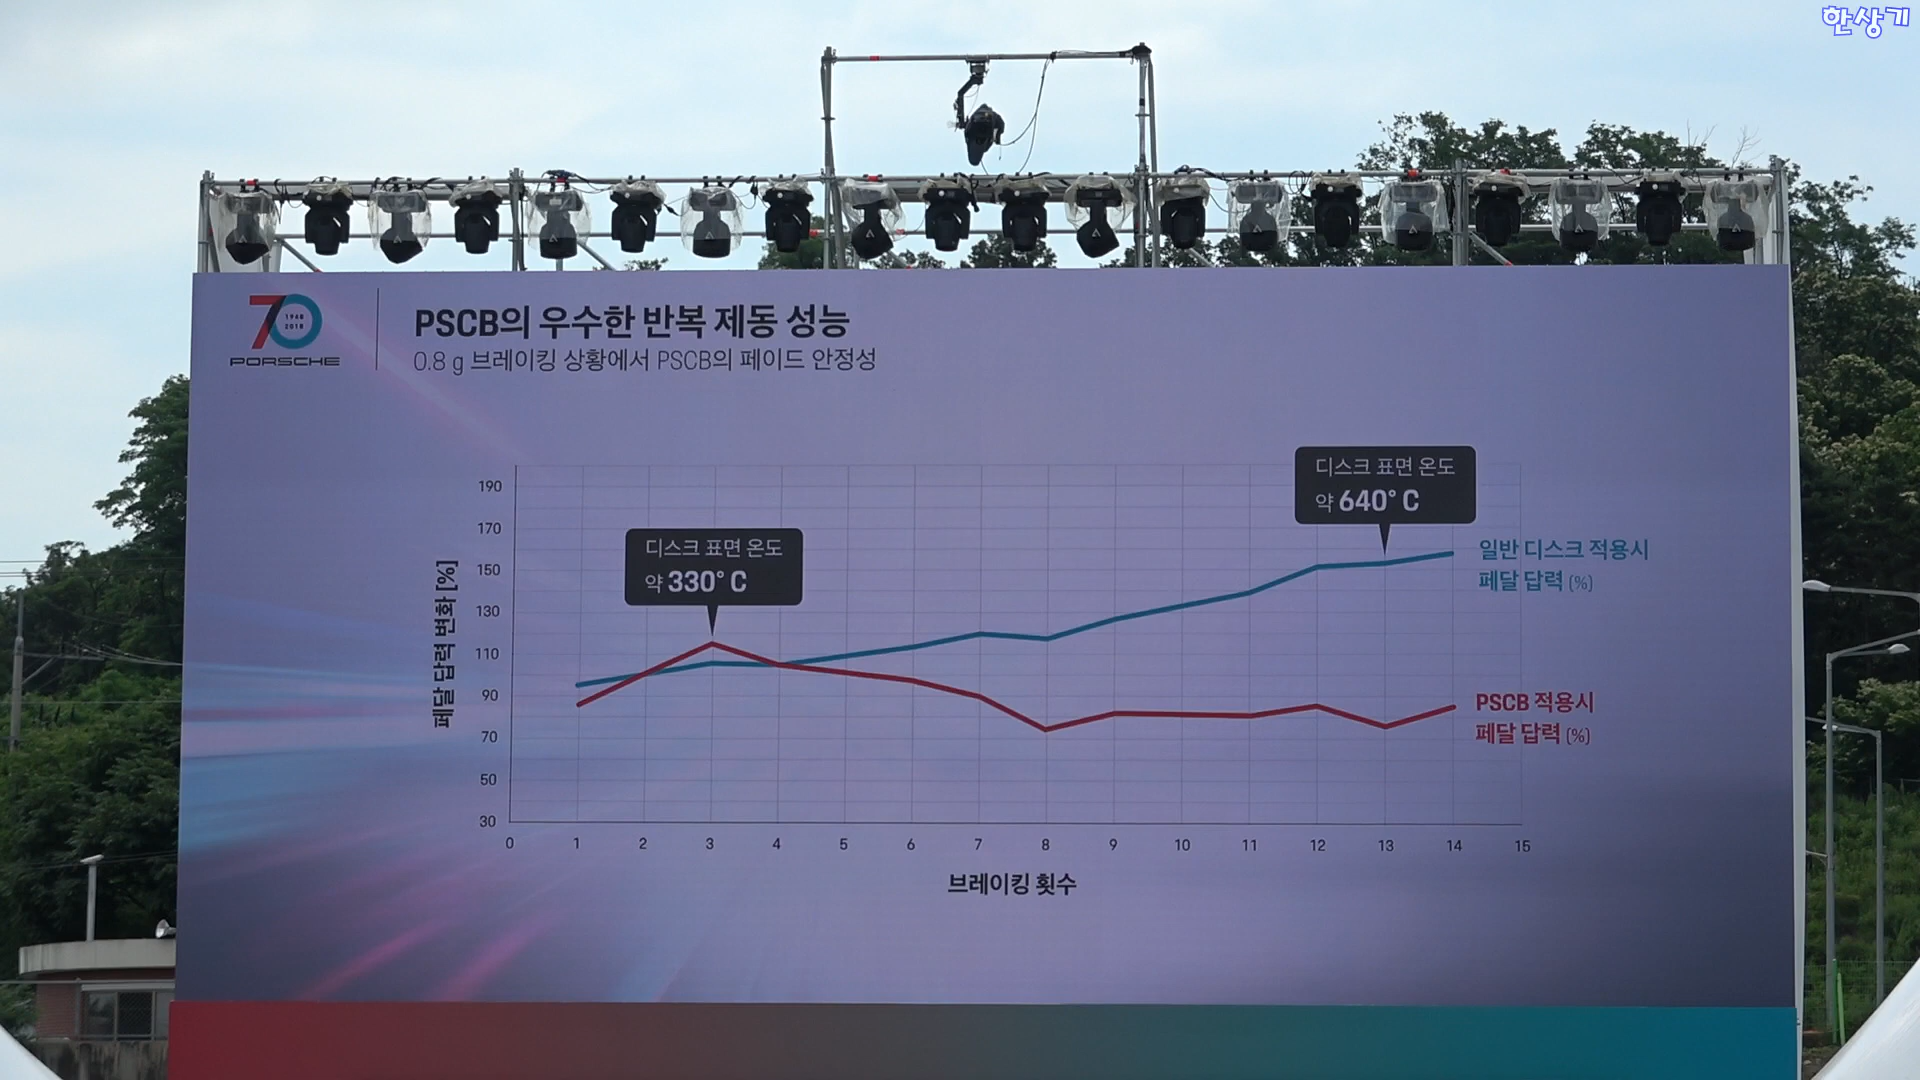 한상기
70
1948
2018
PORSCHE
PSCB의 우수한 반복 제동 성능
0.8 g 브레이킹 상황에서 PSCB의 페이드 안정성
디스크 표면 온도
약 640° C
디스크 표면 온도
약 330° C
일반 디스크 적용시
페달 답력 (%)
PSCB 적용시
페달 답력 (%)
페달 답력 변화 [%]
190
170
150
130
110
90
70
50
30
0 1 2 3 4 5 6 7 8 9 10 11 12 13 14 15
브레이킹 횟수